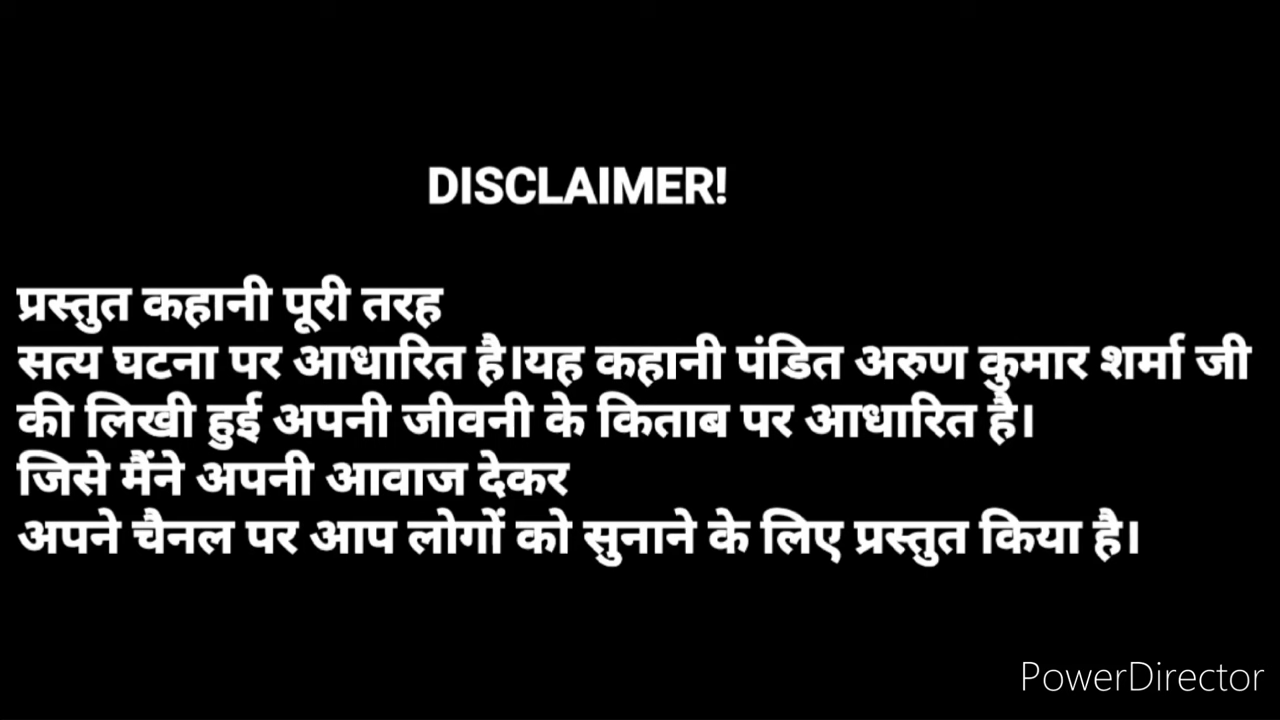 DISCLAIMER!
प्रस्तुत कहानी पूरी तरह
सत्य घटना पर आधारित है।यह कहानी पंडित अरुण कुमार शर्मा जी
की लिखी हुई अपनी जीवनी के किताब पर आधारित है।
जिसे मैंने अपनी आवाज देकर
अपने चैनल पर आप लोगों को सुनाने के लिए प्रस्तुत किया है।
PowerDirector